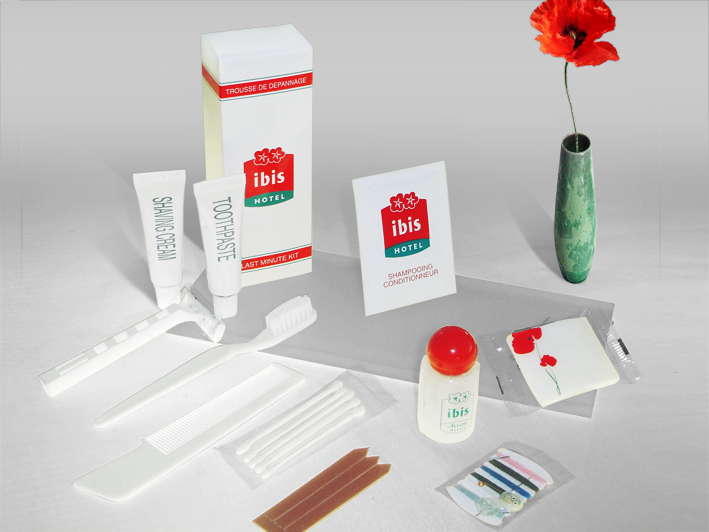 TROUSSE DE DEPANNAGE
ibis
HOTEL
LAST MINUTE KIT
SHAVING CREAM
TOOTHPASTE
ibis
HOTEL
SHAMPOOING
CONDITIONNEUR
ibis